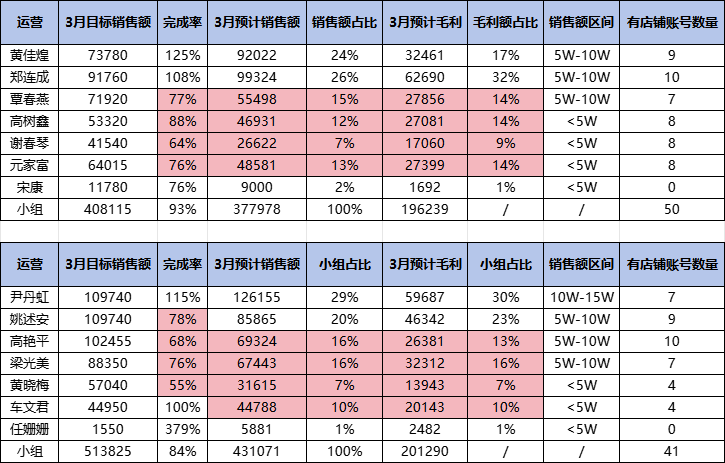 运营 3月目标销售额 完成率 3月预计销售额 销售额占比 3月预计毛利 毛利额占比 销售额区间 有店铺账号数量
黄佳煌 73780 125% 92022 24% 32461 17% 5W-10W 9
郑连成 91760 108% 99324 26% 62690 32% 5W-10W 10
覃春燕 71920 77% 55498 15% 27856 14% 5W-10W 7
高树鑫 53320 88% 46931 12% 27081 14% <5W 8
谢春琴 41540 64% 26622 7% 17060 9% <5W 8
元家富 64015 76% 48581 13% 27399 14% <5W 8
宋康 11780 76% 9000 2% 1692 1% <5W 0
小组 408115 93% 377978 100% 196239 / / 50
运营 3月目标销售额 完成率 3月预计销售额 小组占比 3月预计毛利 小组占比 销售额区间 有店铺账号数量
尹丹虹 109740 115% 126155 29% 59687 30% 10W-15W 7
姚述安 109740 78% 85865 20% 46342 23% 5W-10W 9
高艳平 102455 68% 69324 16% 26381 13% 5W-10W 10
梁光美 88350 76% 67443 16% 32312 16% 5W-10W 7
黄晓梅 57040 55% 31615 7% 13943 7% <5W 4
车文君 44950 100% 44788 10% 20143 10% <5W 4
任姗姗 1550 379% 5881 1% 2482 1% <5W 0
小组 513825 84% 431071 100% 201290 / / 41